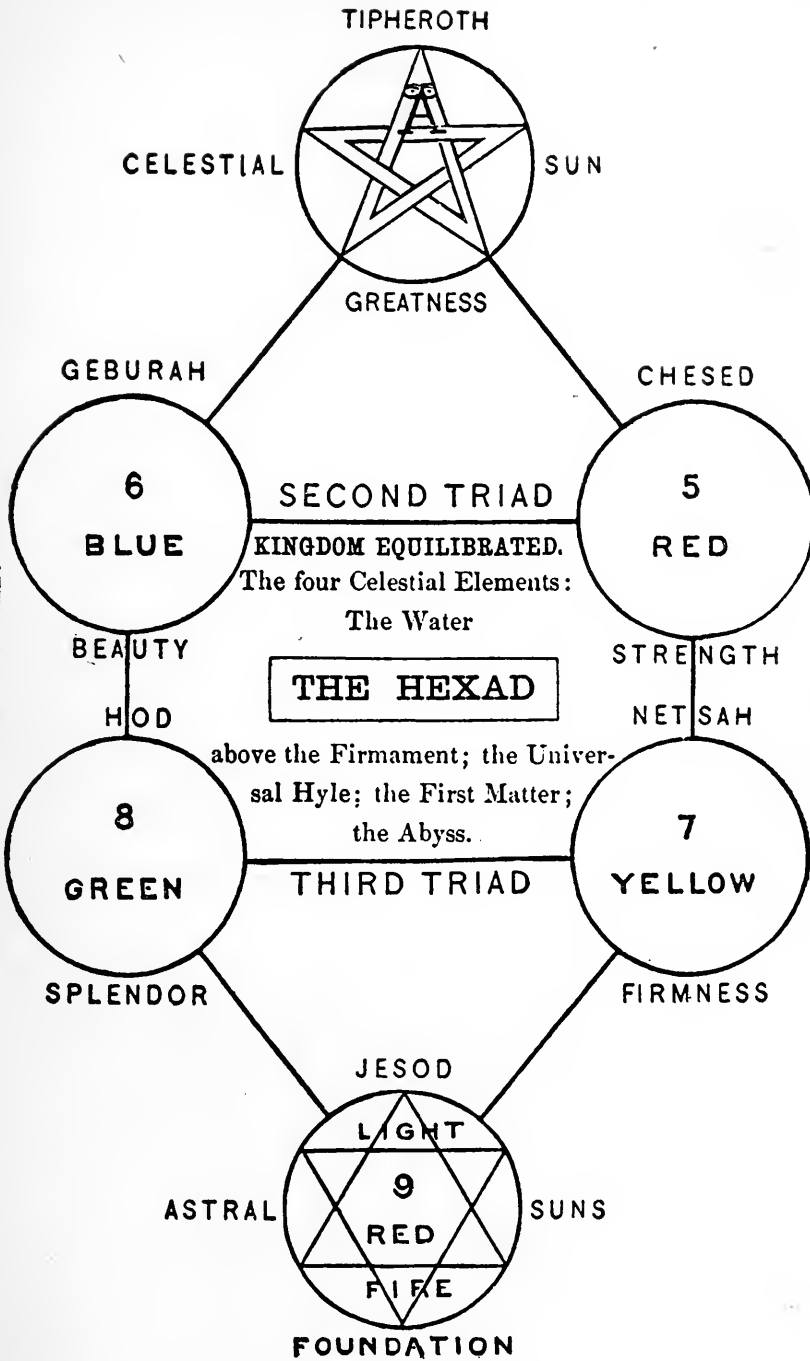 TIPHEROTH
A
CELESTIAL SUN
GREATNESS
GEBURAH CHESED
6 5
BLUE RED
SECOND TRIAD
KINGDOM EQUILIBRATED.
The four Celestial Elements:
The Water
BEAUTY STRENGTH
THE HEXAD
HOD NETSAH
above the Firmament; the Univer-
sal Hyle; the First Matter;
the Abyss.
8 7
GREEN YELLOW
THIRD TRIAD
SPLENDOR FIRMNESS
JESOD
LIGHT
9
ASTRAL SUNS
RED
FIRE
FOUNDATION